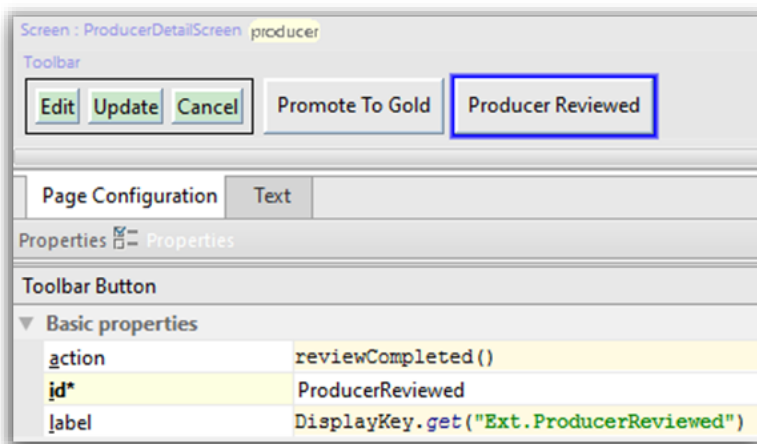 Screen : ProducerDetailScreen producer
Toolbar
Edit Update Cancel Promote To Gold Producer Reviewed
Page Configuration Text
Properties Properties
Toolbar Button
Basic properties
action reviewCompleted()
id* ProducerReviewed
label DisplayKey.get("Ext.ProducerReviewed")